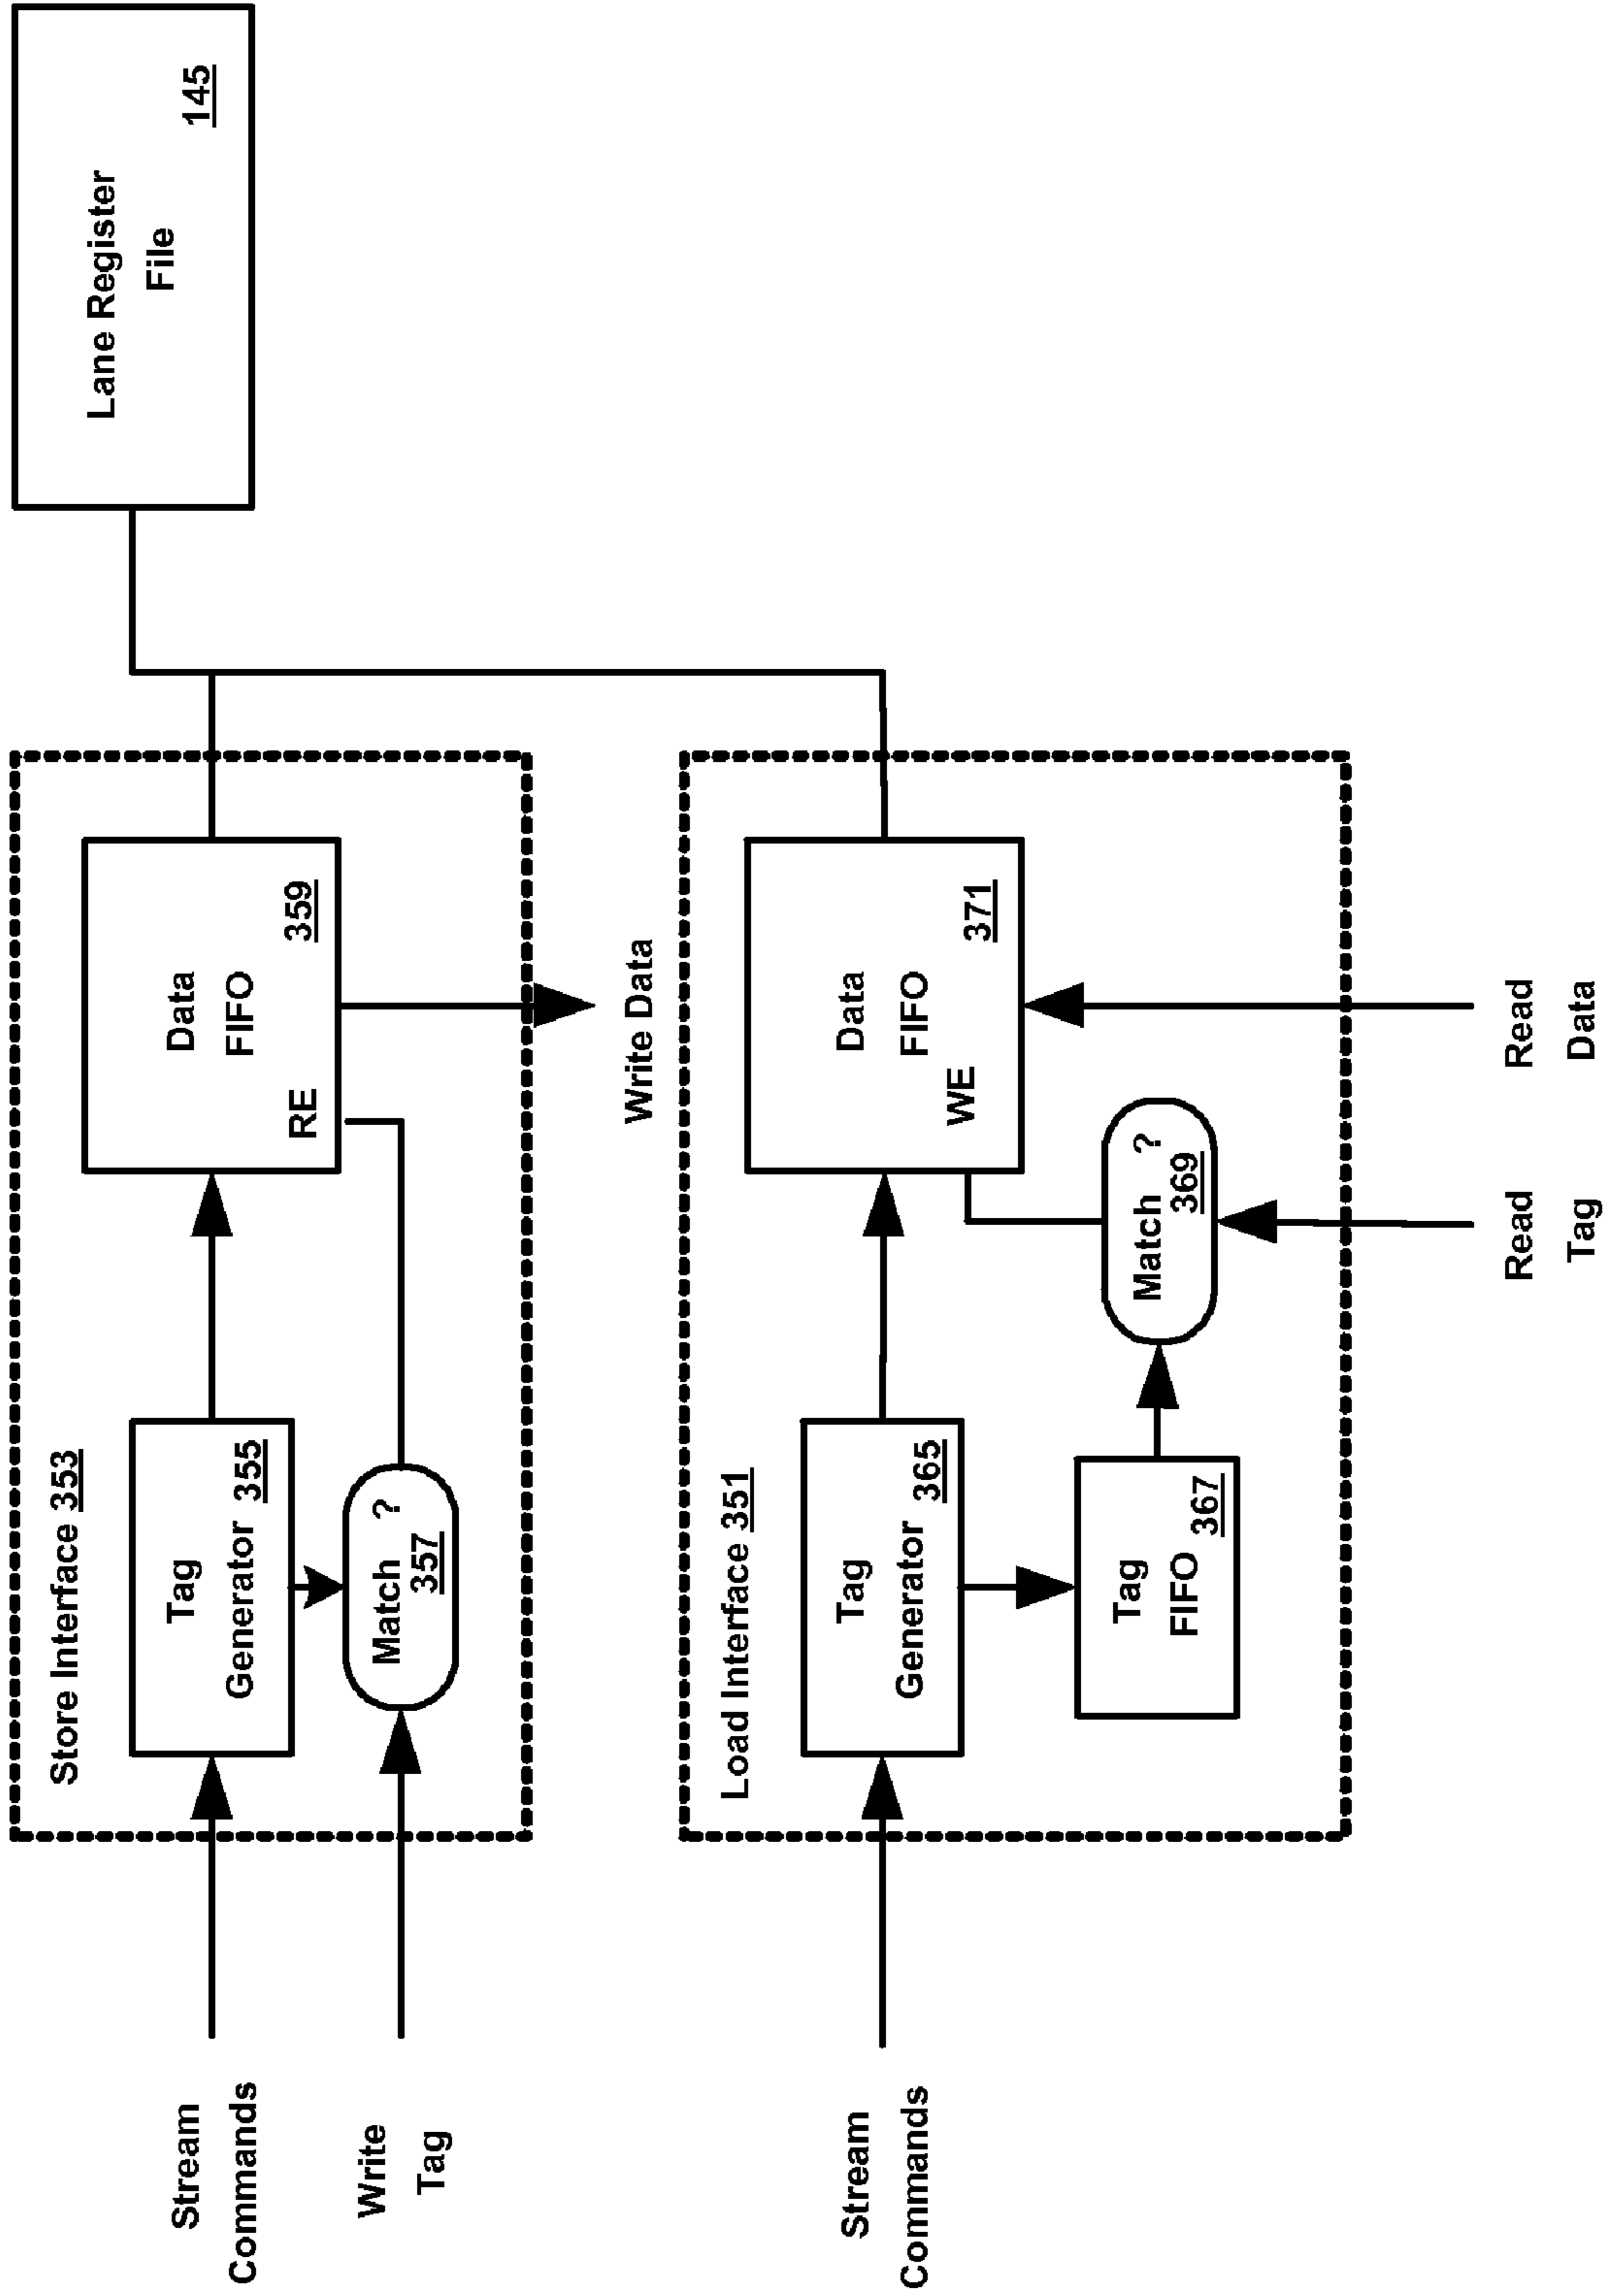 Lane Register
File
145
Store Interface 353
Tag
Generator 355
Match ?
357
Data
FIFO
359
RE
Stream
Commands
Write
Tag
Write Data
Load Interface 351
Tag
Generator 365
Tag
FIFO 367
Match ?
369
Data
FIFO
371
WE
Stream
Commands
Read
Tag
Read
Data